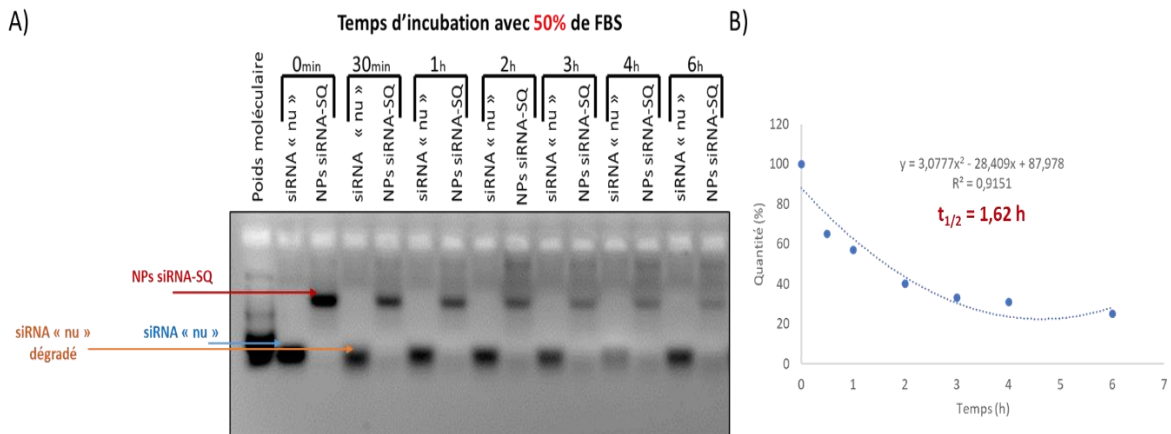 A)
Temps d'incubation avec 50% de FBS
0min
30min
1h
2h
3h
4h
6h
Poids moléculaire
siRNA « nu »
NPs siRNA-SQ
siRNA « nu »
NPs siRNA-SQ
siRNA « nu »
NPs siRNA-SQ
siRNA « nu »
NPs siRNA-SQ
siRNA « nu »
NPs siRNA-SQ
siRNA « nu »
NPs siRNA-SQ
siRNA « nu »
NPs siRNA-SQ
NPs siRNA-SQ
siRNA « nu »
siRNA « nu »
dégradé
B)
120
100
80
60
40
20
0
Quantité (%)
y = 3,0777x² - 28,409x + 87,978
R² = 0,9151
t1/2 = 1,62 h
0
1
2
3
4
5
6
7
Temps (h)